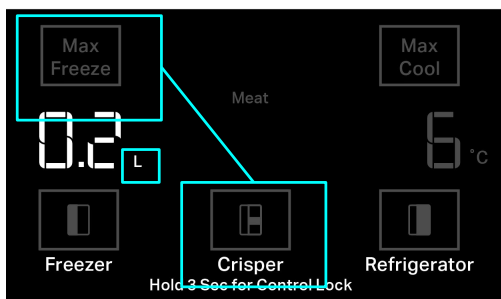 Max
Freeze
Max
Cool
Meat
0.2
L
6
°C
Freezer
Crisper
Refrigerator
Hold 3 Sec for Control Lock